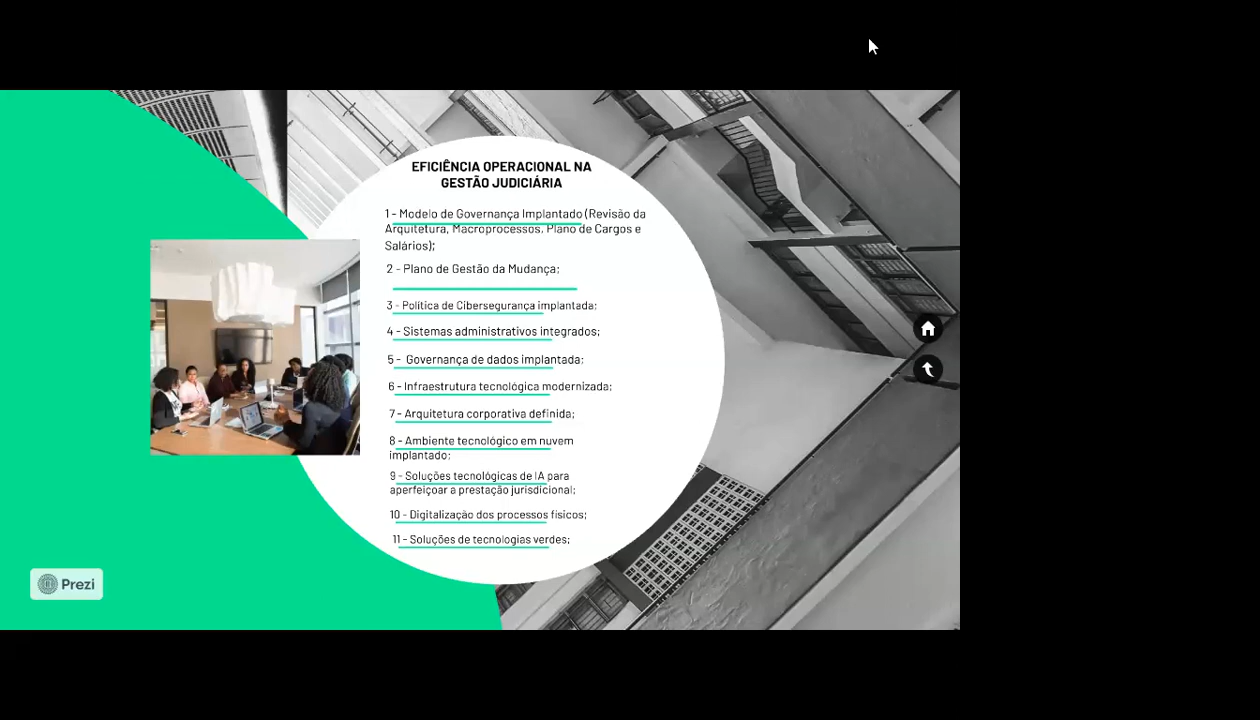 EFICIÊNCIA OPERACIONAL NA
GESTÃO JUDICIÁRIA
1 - Modelo de Governança Implantado (Revisão da
Arquitetura, Macroprocessos, Plano de Cargos e
Salários);
2 - Plano de Gestão da Mudança;
3 - Política de Cibersegurança implantada;
4 - Sistemas administrativos integrados;
5 - Governança de dados implantada;
6 - Infraestrutura tecnológica modernizada;
7 - Arquitetura corporativa definida;
8 - Ambiente tecnológico em nuvem
implantado;
9 - Soluções tecnológicas de IA para
aperfeiçoar a prestação jurisdicional;
10 - Digitalização dos processos físicos;
11 - Soluções de tecnologias verdes;
Prezi